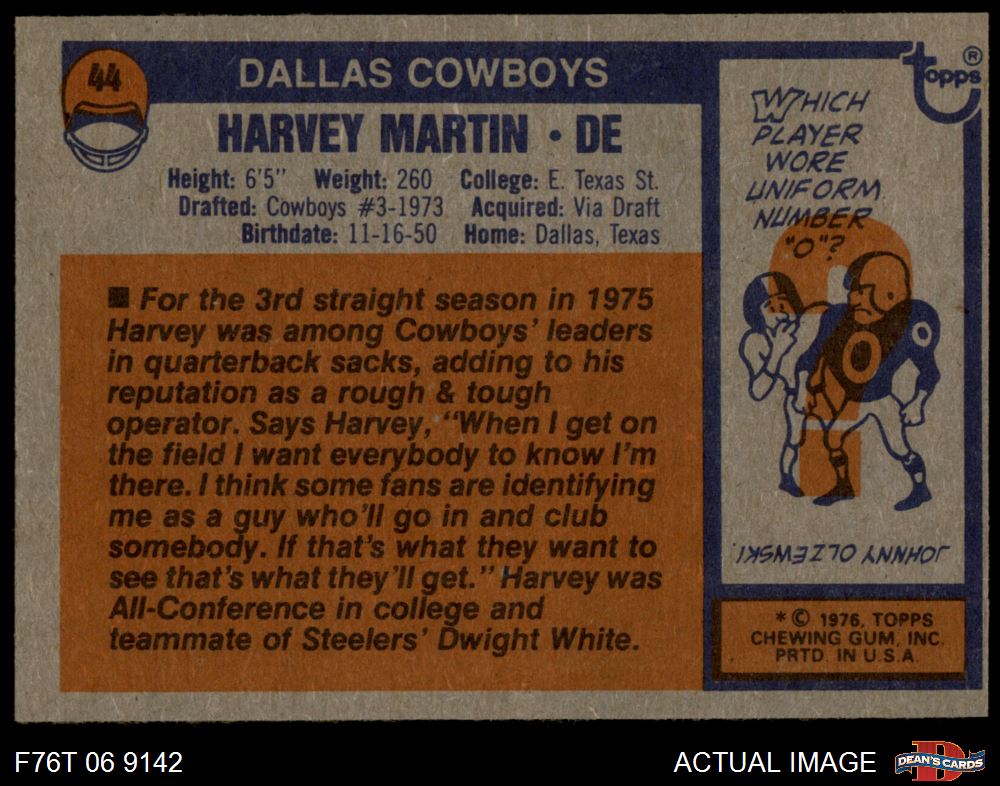 44
DALLAS COWBOYS
HARVEY MARTIN • DE
Height: 6'5" Weight: 260 College: E. Texas St.
Drafted: Cowboys #3-1973 Acquired: Via Draft
Birthdate: 11-16-50 Home: Dallas, Texas
■ For the 3rd straight season in 1975
Harvey was among Cowboys' leaders
in quarterback sacks, adding to his
reputation as a rough & tough
operator. Says Harvey, "When I get on
the field I want everybody to know I'm
there. I think some fans are identifying
me as a guy who'll go in and club
somebody. If that's what they want to
see that's what they'll get." Harvey was
All-Conference in college and
teammate of Steelers' Dwight White.
topps®
WHICH
PLAYER
WORE
UNIFORM
NUMBER
"0"?
0
0
JOHNNY OLZEWSKI.
*© 1976, TOPPS
CHEWING GUM, INC.
PRTD. IN U.S.A.
F76T 06 9142
ACTUAL IMAGE
D
DEAN'S CARDS